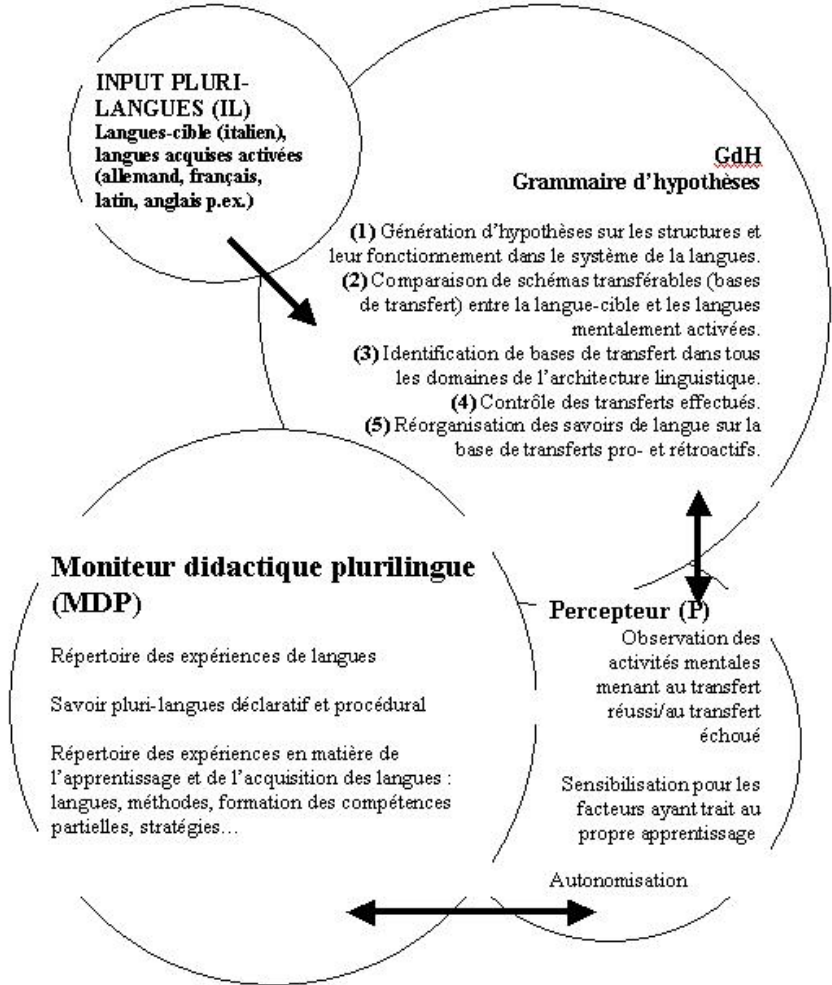 INPUT PLURI-
LANGUES (IL)
Langues-cible (italien),
langues acquises activées
(allemand, français,
latin, anglais p.ex.)
GdH
Grammaire d'hypothèses
(1) Génération d'hypothèses sur les structures et
leur fonctionnement dans le système de la langues.
(2) Comparaison de schémas transférables (bases
de transfert) entre la langue-cible et les langues
mentalement activées.
(3) Identification de bases de transfert dans tous
les domaines de l'architecture linguistique.
(4) Contrôle des transferts effectués.
(5) Réorganisation des savoirs de langue sur la
base de transferts pro- et rétroactifs.
Moniteur didactique plurilingue
(MDP)
Répertoire des expériences de langues
Savoir pluri-langues déclaratif et procédural
Répertoire des expériences en matière de
l'apprentissage et de l'acquisition des langues :
langues, méthodes, formation des compétences
partielles, stratégies…
Percepteur (P)
Observation des
activités mentales
menant au transfert
réussi/au transfert
échoué
Sensibilisation pour les
facteurs ayant trait au
propre apprentissage
Autonomisation